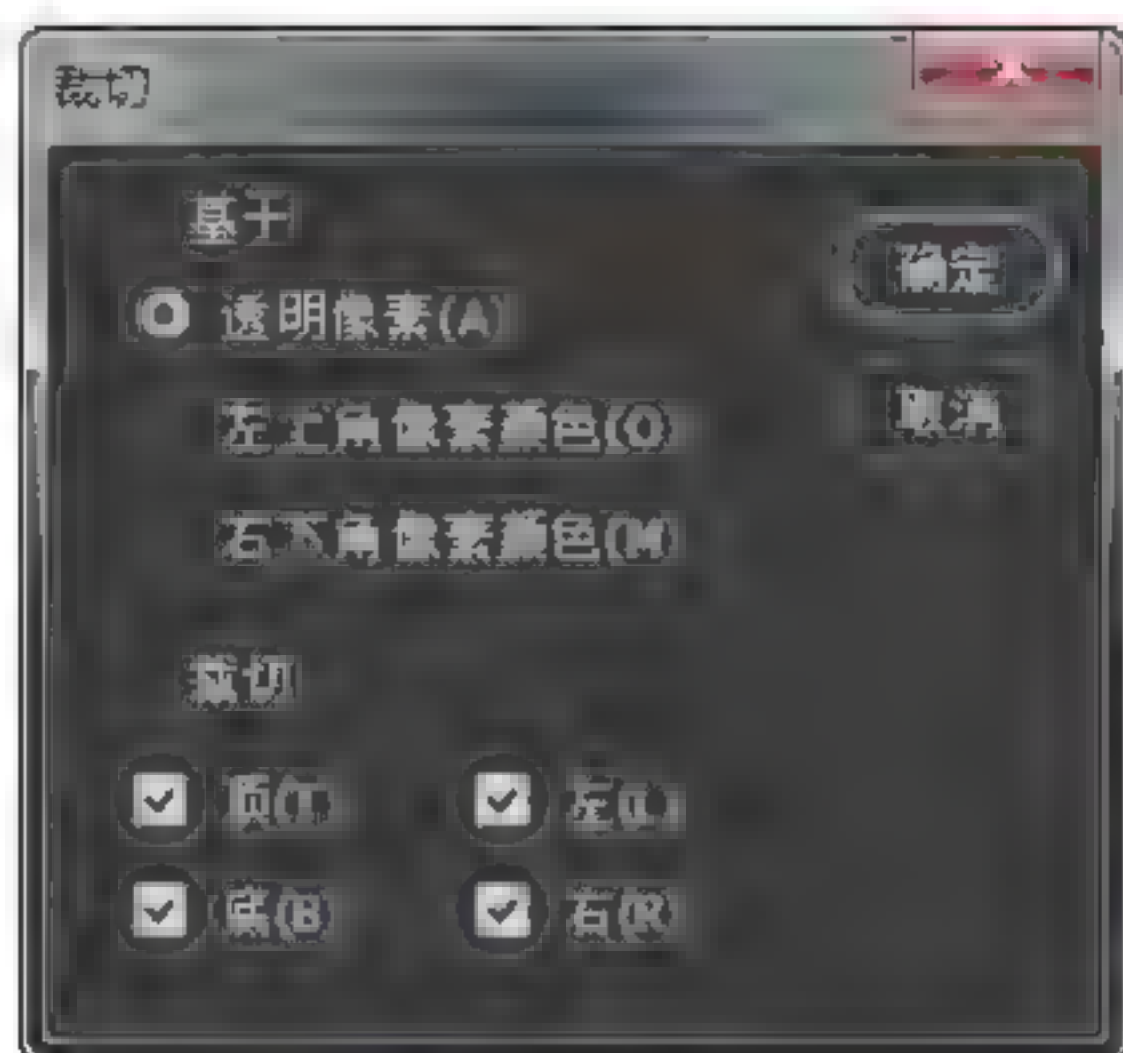 裁切
基于
透明像素(A)
左上角像素颜色(O)
右下角像素颜色(M)
裁切
顶(T)
左(L)
底(B)
右(R)
确定
取消